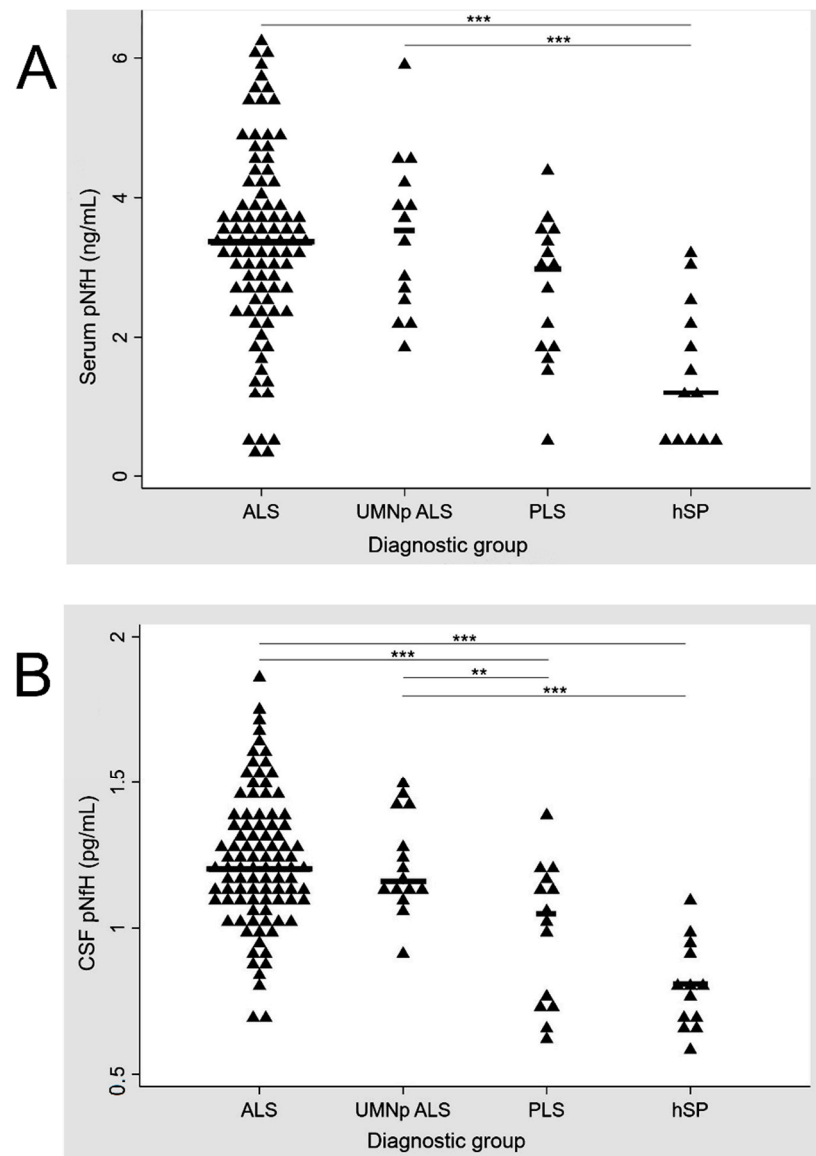 A
***
***
6
4
2
0
Serum pNfH (ng/mL)
ALS UMNp ALS PLS hSP
Diagnostic group
B
***
***
**
***
2
1.5
1
0.5
CSF pNfH (pg/mL)
ALS UMNp ALS PLS hSP
Diagnostic group